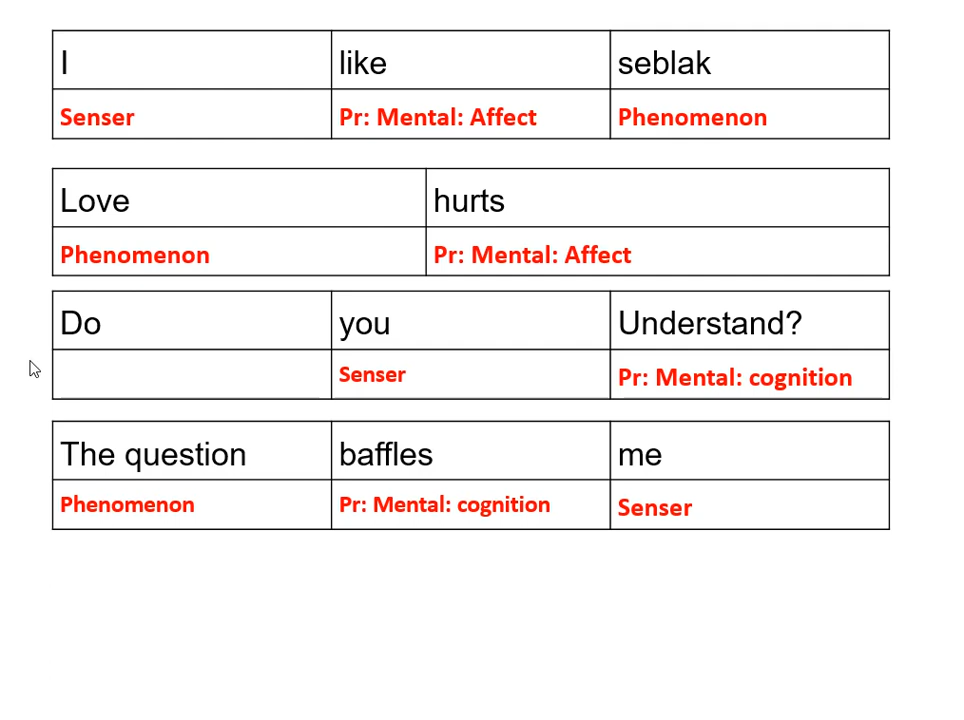 I like seblak
Senser Pr: Mental: Affect Phenomenon
Love hurts
Phenomenon Pr: Mental: Affect
Do you Understand?
Senser Pr: Mental: cognition
The question baffles me
Phenomenon Pr: Mental: cognition Senser